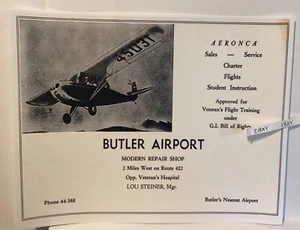 45031
AERONCA
Sales — Service
Charter
Flights
Student Instruction
Approved for
Veteran's Flight Training
under
G.I. Bill of Rights
EBAY
BUTLER AIRPORT
MODERN REPAIR SHOP
2 Miles West on Route 422
Opp. Veteran's Hospital
LOU STEINER, Mgr.
Phone 44-388
Butler's Nearest Airport